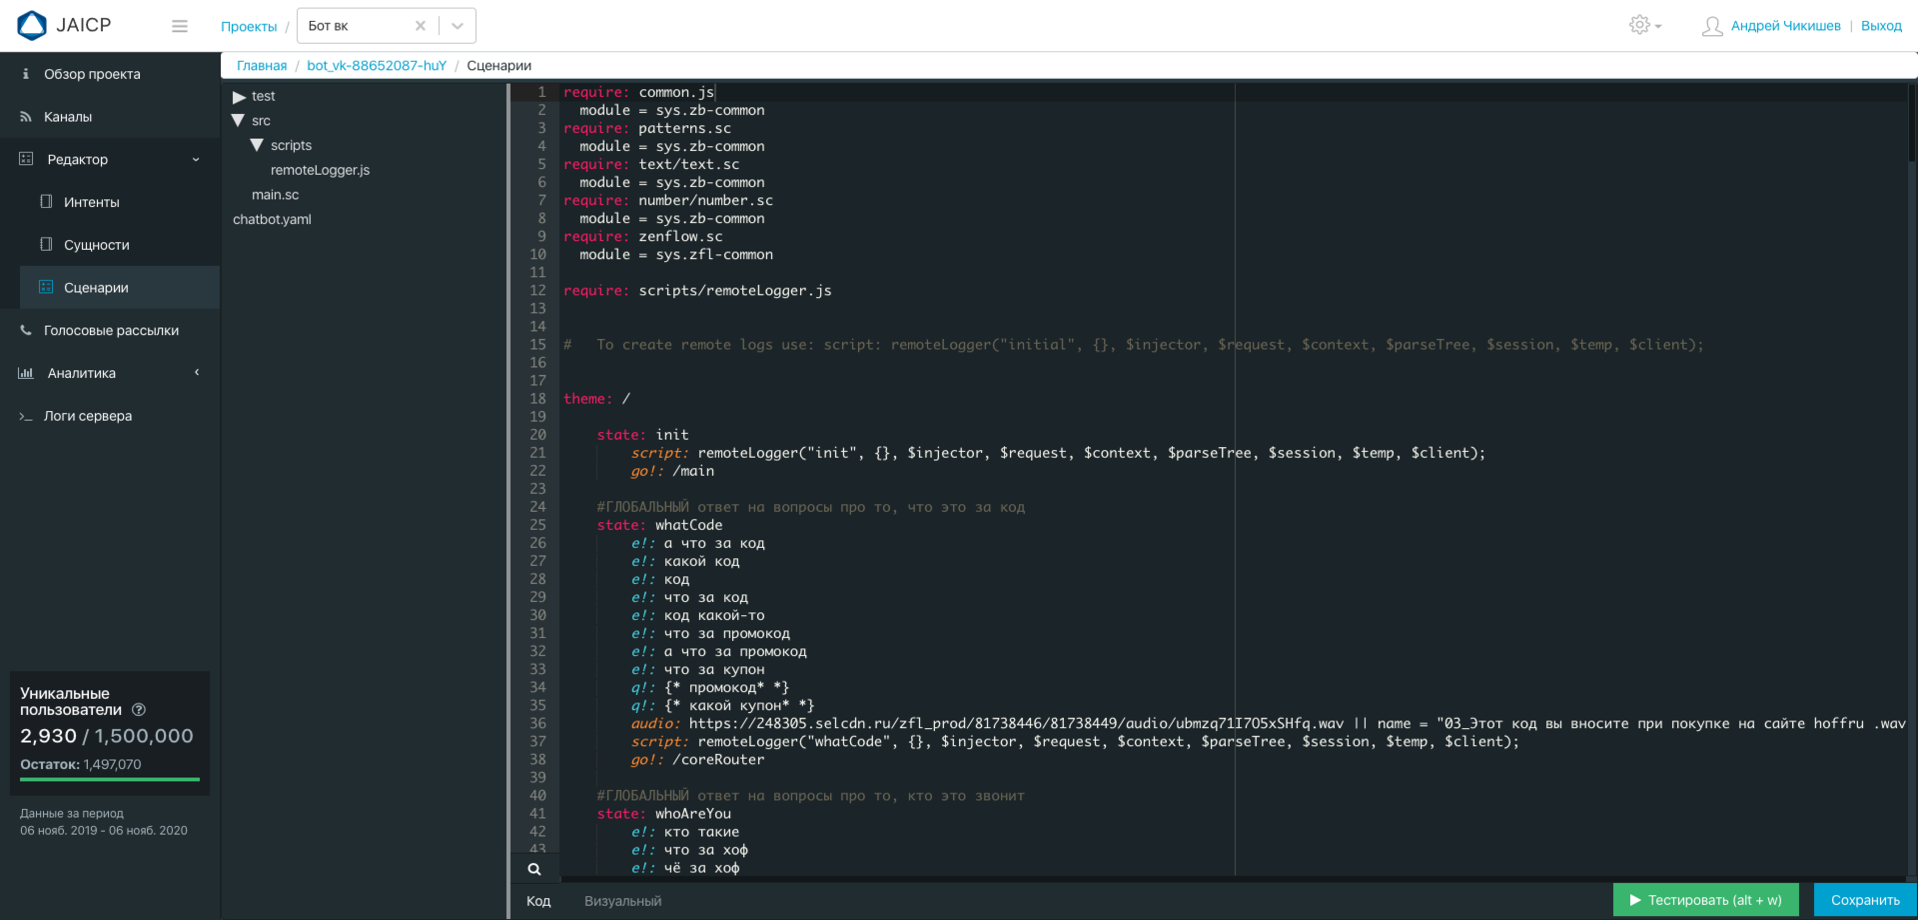 JAICP
Проекты /
Бот вк
Андрей Чикишев | Выход
Главная / bot_vk-88652087-huY / Сценарии
Обзор проекта
Каналы
Редактор
Интенты
Сущности
Сценарии
Голосовые рассылки
Аналитика
Логи сервера
Уникальные
пользователи
2,930 / 1,500,000
Остаток: 1,497,070
Данные за период
06 нояб. 2019 - 06 нояб. 2020
test
src
scripts
remoteLogger.js
main.sc
chatbot.yaml
1 require: common.js
2 module = sys.zb-common
3 require: patterns.sc
4 module = sys.zb-common
5 require: text/text.sc
6 module = sys.zb-common
7 require: number/number.sc
8 module = sys.zb-common
9 require: zenflow.sc
10 module = sys.zfl-common
11
12 require: scripts/remoteLogger.js
13
14
15 # To create remote logs use: script: remoteLogger("initial", {}, $injector, $request, $context, $parseTree, $session, $temp, $client);
16
17
18 theme: /
19
20 state: init
21 script: remoteLogger("init", {}, $injector, $request, $context, $parseTree, $session, $temp, $client);
22 go!: /main
23
24 #ГЛОБАЛЬНЫЙ ответ на вопросы про то, что это за код
25 state: whatCode
26 e!: а что за код
27 e!: какой код
28 e!: код
29 e!: что за код
30 e!: код какой-то
31 e!: что за промокод
32 e!: а что за промокод
33 e!: что за купон
34 q!: {* промокод* *}
35 q!: {* какой купон* *}
36 audio: https://248305.selcdn.ru/zfl_prod/81738446/81738449/audio/ubmzq71I7O5xSHfq.wav || name = "03_Этот код вы вносите при покупке на сайте hoffru .wav
37 script: remoteLogger("whatCode", {}, $injector, $request, $context, $parseTree, $session, $temp, $client);
38 go!: /coreRouter
39
40 #ГЛОБАЛЬНЫЙ ответ на вопросы про то, кто это звонит
41 state: whoAreYou
42 e!: кто такие
43 e!: что за хоф
e!: чё за хоф
Код
Визуальный
Тестировать (alt + w)
Сохранить